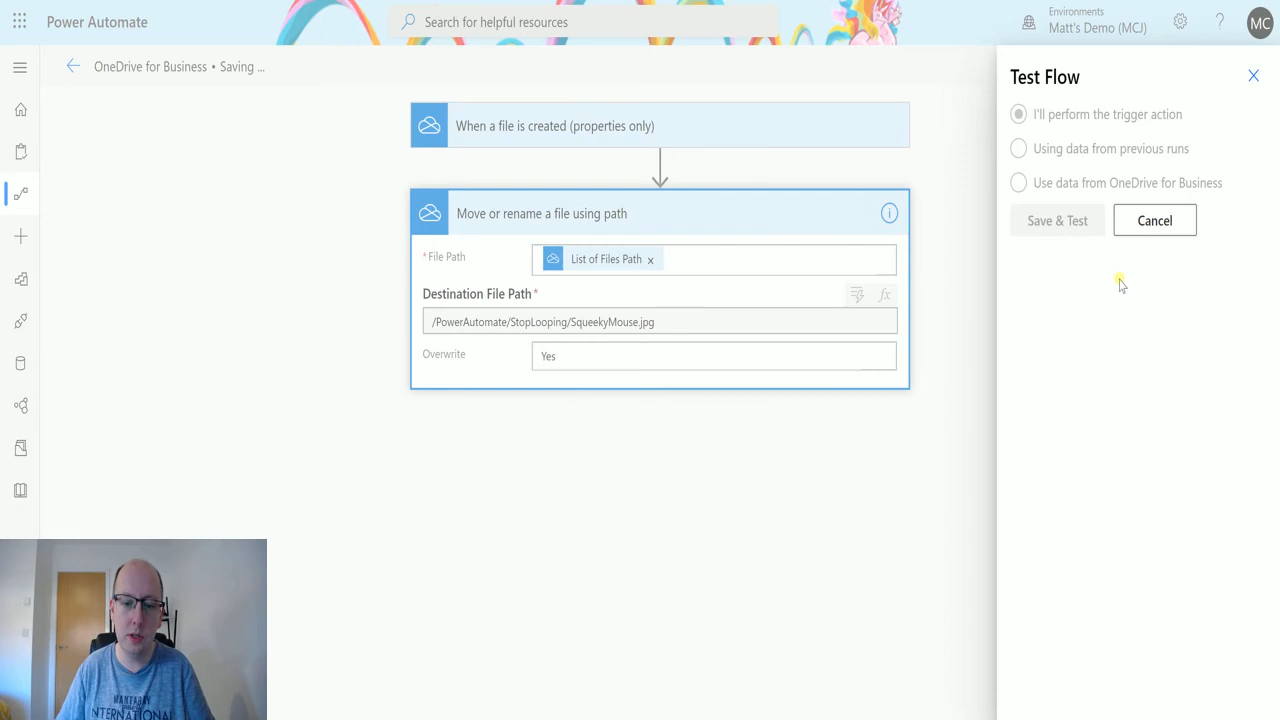 Power Automate
Search for helpful resources
Environments
Matt's Demo (MCJ)
?
MC
OneDrive for Business • Saving ...
When a file is created (properties only)
Move or rename a file using path
i
* File Path
List of Files Path x
Destination File Path*
fx
/PowerAutomate/StopLooping/SqueekyMouse.jpg
Overwrite
Yes
Test Flow
I'll perform the trigger action
Using data from previous runs
Use data from OneDrive for Business
Save & Test
Cancel
MANTARAY
INTERNATIONAL